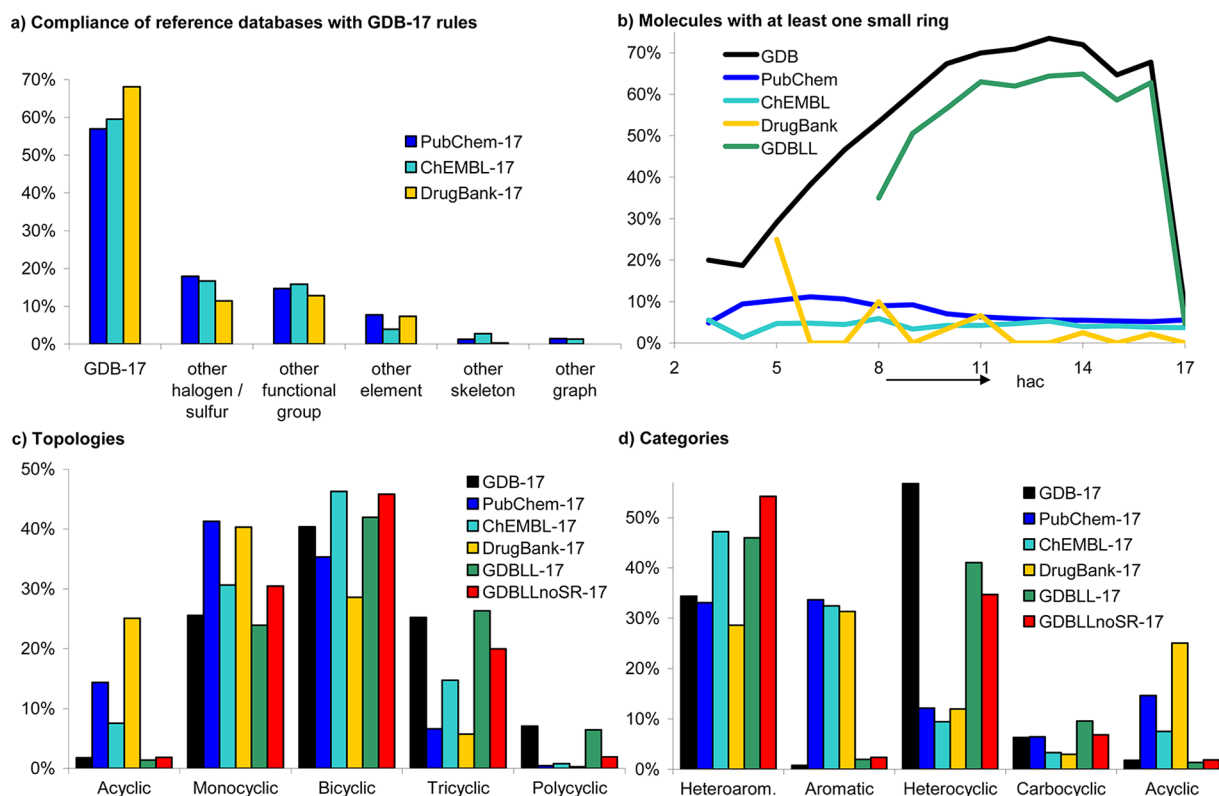 a) Compliance of reference databases with GDB-17 rules
70%
60%
50%
40%
30%
20%
10%
0%
PubChem-17
ChEMBL-17
DrugBank-17
GDB-17
other
halogen /
sulfur
other
functional
group
other
element
other
skeleton
other
graph
b) Molecules with at least one small ring
70%
60%
50%
40%
30%
20%
10%
0%
GDB
PubChem
ChEMBL
DrugBank
GDBLL
2 5 8 11 14 17
hac
c) Topologies
50%
40%
30%
20%
10%
0%
GDB-17
PubChem-17
ChEMBL-17
DrugBank-17
GDBLL-17
GDBLLnoSR-17
Acyclic Monocyclic Bicyclic Tricyclic Polycyclic
d) Categories
50%
40%
30%
20%
10%
0%
GDB-17
PubChem-17
ChEMBL-17
DrugBank-17
GDBLL-17
GDBLLnoSR-17
Heteroarom. Aromatic Heterocyclic Carbocyclic Acyclic